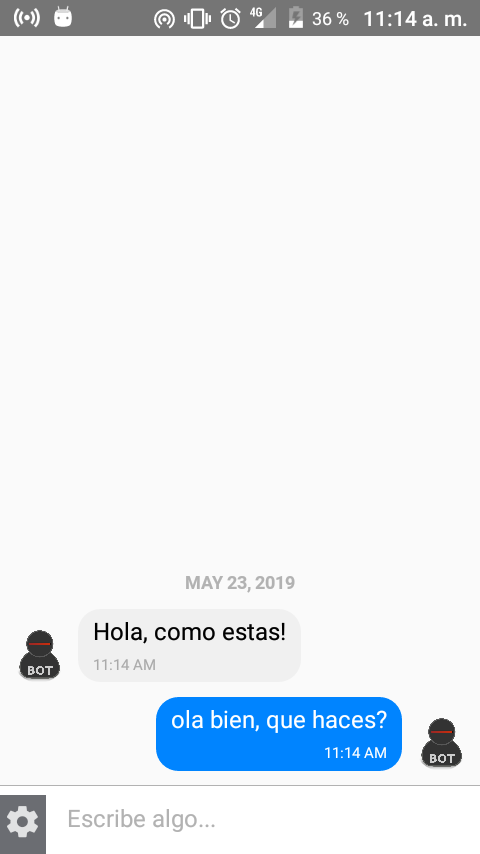 4G 36 % 11:14 a. m.
MAY 23, 2019
Hola, como estas!
11:14 AM
BOT
ola bien, que haces?
11:14 AM
BOT
Escribe algo...